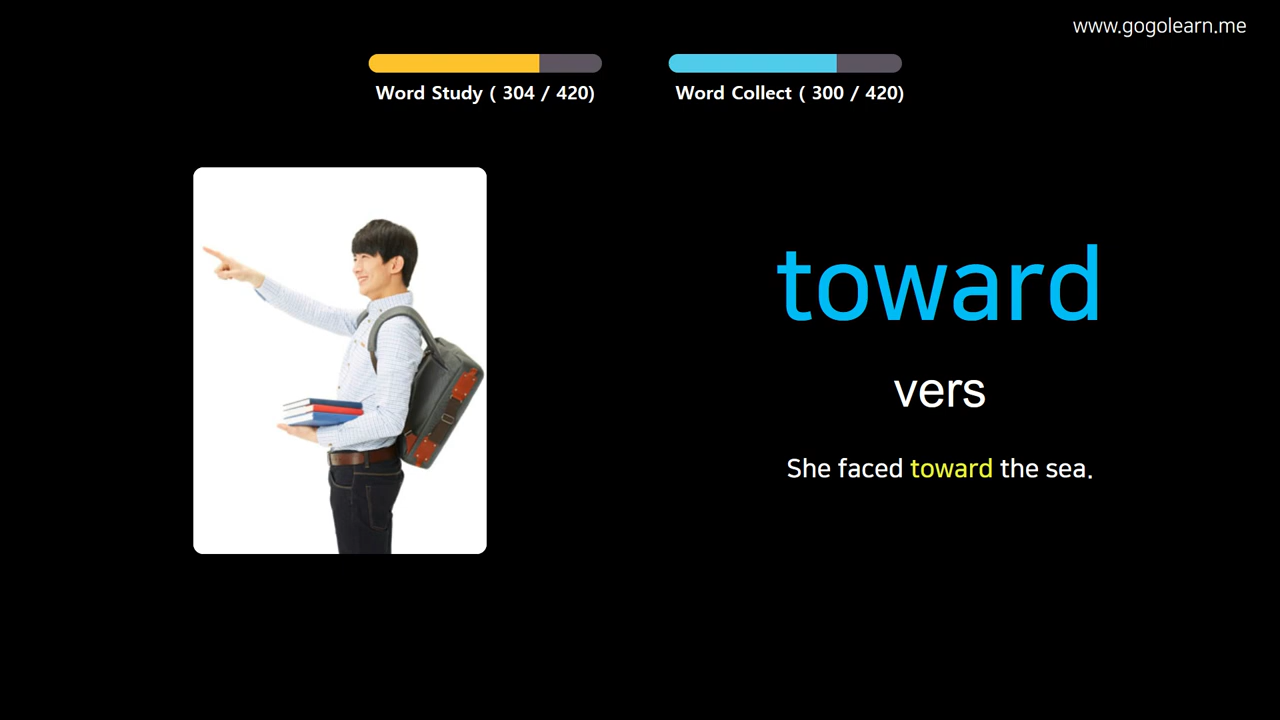 www.gogolearn.me
Word Study ( 304 / 420)
Word Collect ( 300 / 420)
toward
vers
She faced toward the sea.